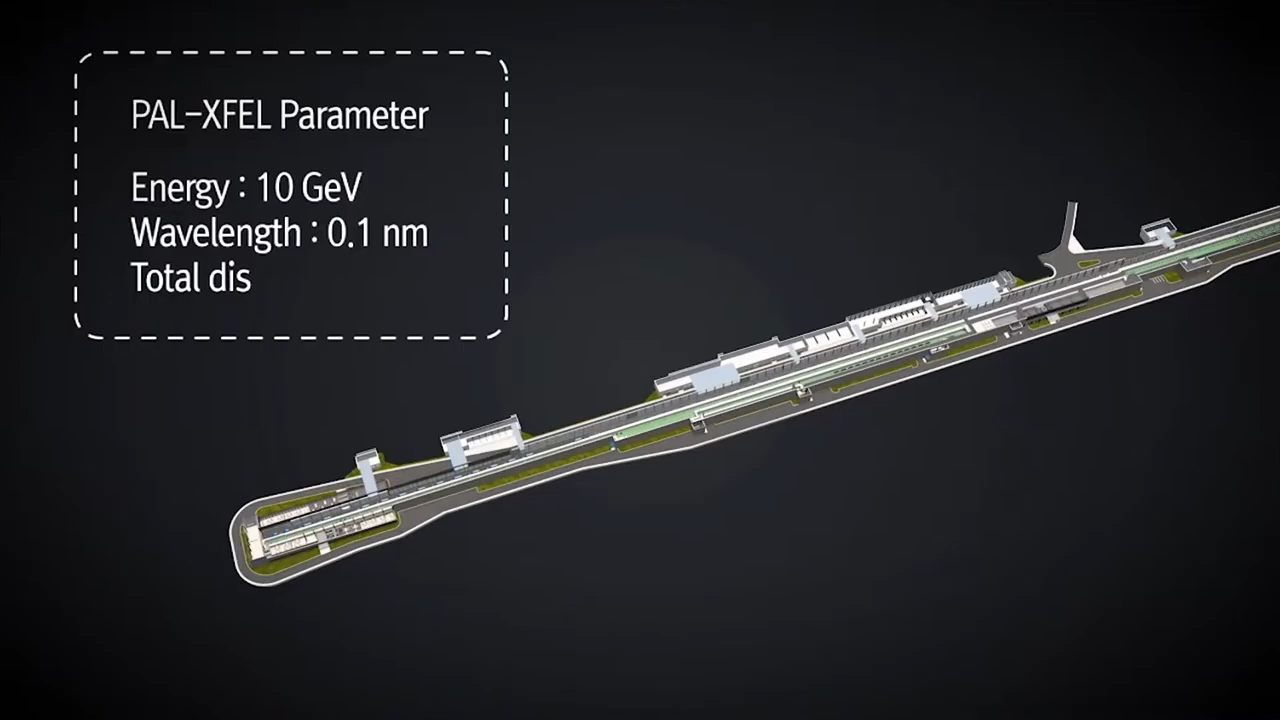 PAL-XFEL Parameter
Energy : 10 GeV
Wavelength : 0.1 nm
Total dis